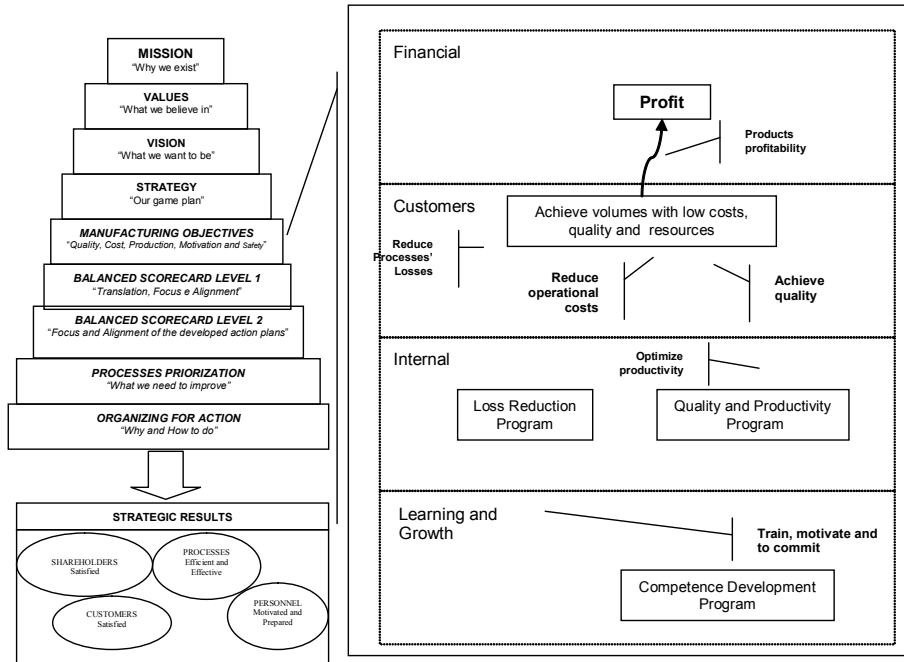 MISSION
“Why we exist”
VALUES
“What we believe in”
VISION
“What we want to be”
STRATEGY
“Our game plan”
MANUFACTURING OBJECTIVES
“Quality, Cost, Production, Motivation and Safety”
BALANCED SCORECARD LEVEL 1
“Translation, Focus e Alignment”
BALANCED SCORECARD LEVEL 2
“Focus and Alignment of the developed action plans”
PROCESSES PRIORIZATION
“What we need to improve”
ORGANIZING FOR ACTION
“Why and How to do”
STRATEGIC RESULTS
SHAREHOLDERS
Satisfied
PROCESSES
Efficient and
Effective
CUSTOMERS
Satisfied
PERSONNEL
Motivated and
Prepared
Financial
Profit
Products
profitability
Customers
Achieve volumes with low costs,
quality and resources
Reduce
Processes’
Losses
Reduce
operational
costs
Achieve
quality
Internal
Optimize
productivity
Loss Reduction
Program
Quality and Productivity
Program
Learning and
Growth
Train, motivate and
to commit
Competence Development
Program